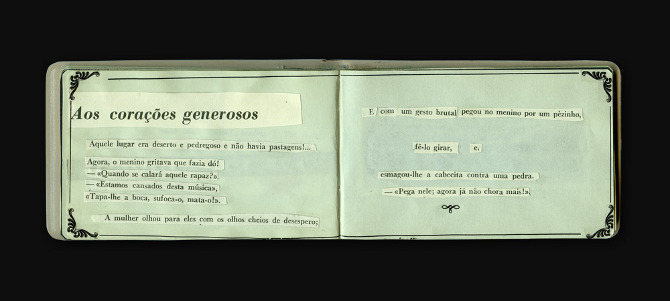 Aos corações generosos
Aquele lugar era deserto e pedregoso e não havia pastagens!...
Agora, o menino gritava que fazia dó!
— «Quando se calará aquele rapaz?».
— «Estamos cansados desta música»,
«Tapa-lhe a boca, sufoca-o, mata-o!».
A mulher olhou para eles com os olhos cheios de desespero;
E com um gesto brutal pegou no menino por um pèzinho,
fê-lo girar, e.
esmagou-lhe a cabecita contra uma pedra.
— «Pega nele; agora já não chora mais!»,